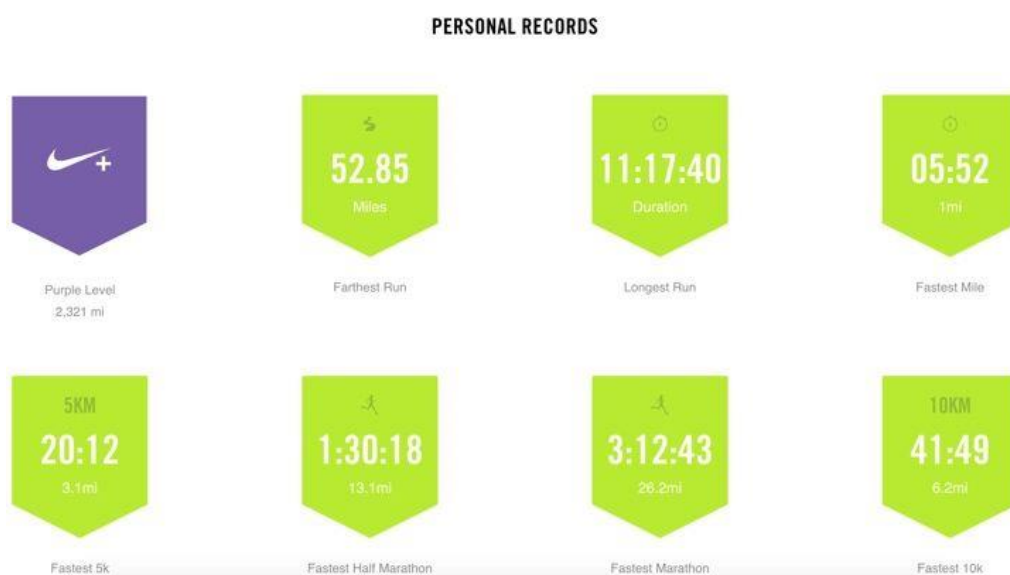 PERSONAL RECORDS
+
Purple Level
2,321 mi
52.85
Miles
Farthest Run
11:17:40
Duration
Longest Run
05:52
1mi
Fastest Mile
5KM
20:12
3.1mi
Fastest 5k
1:30:18
13.1mi
Fastest Half Marathon
3:12:43
26.2mi
Fastest Marathon
10KM
41:49
6.2mi
Fastest 10k